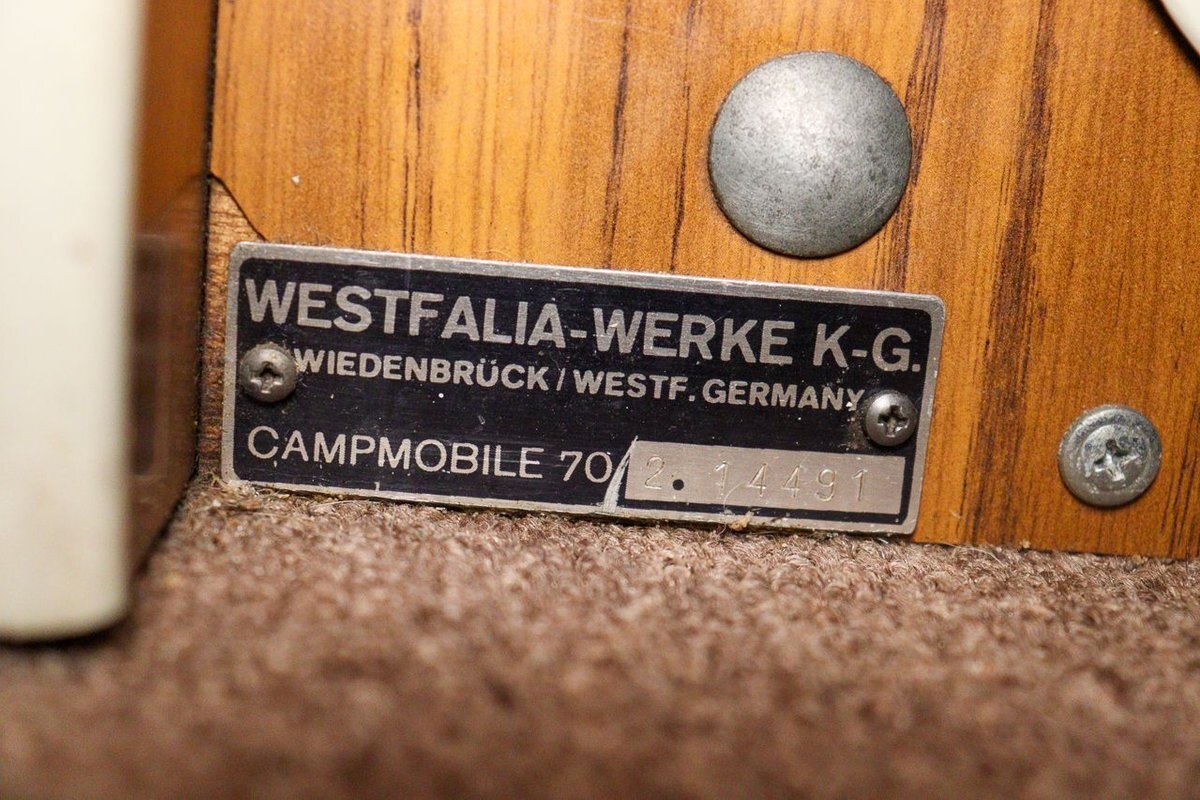 WESTFALIA-WERKE K-G.
WIEDENBRÜCK / WESTF. GERMANY
CAMPMOBILE 70/2. 14491